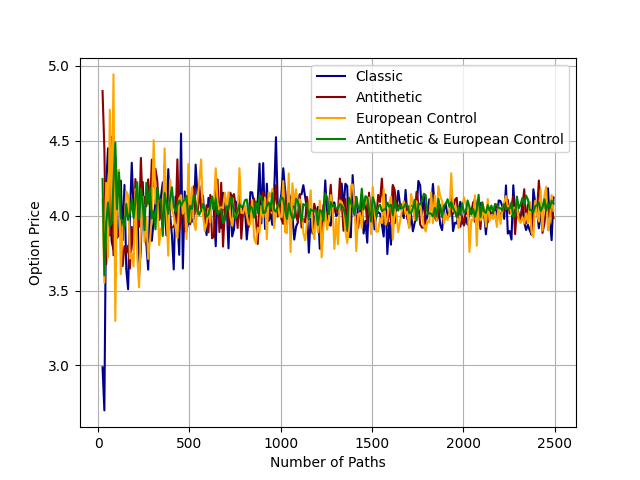 5.0
4.5
4.0
3.5
3.0
Option Price
0
500
1000
1500
2000
2500
Number of Paths
Classic
Antithetic
European Control
Antithetic & European Control